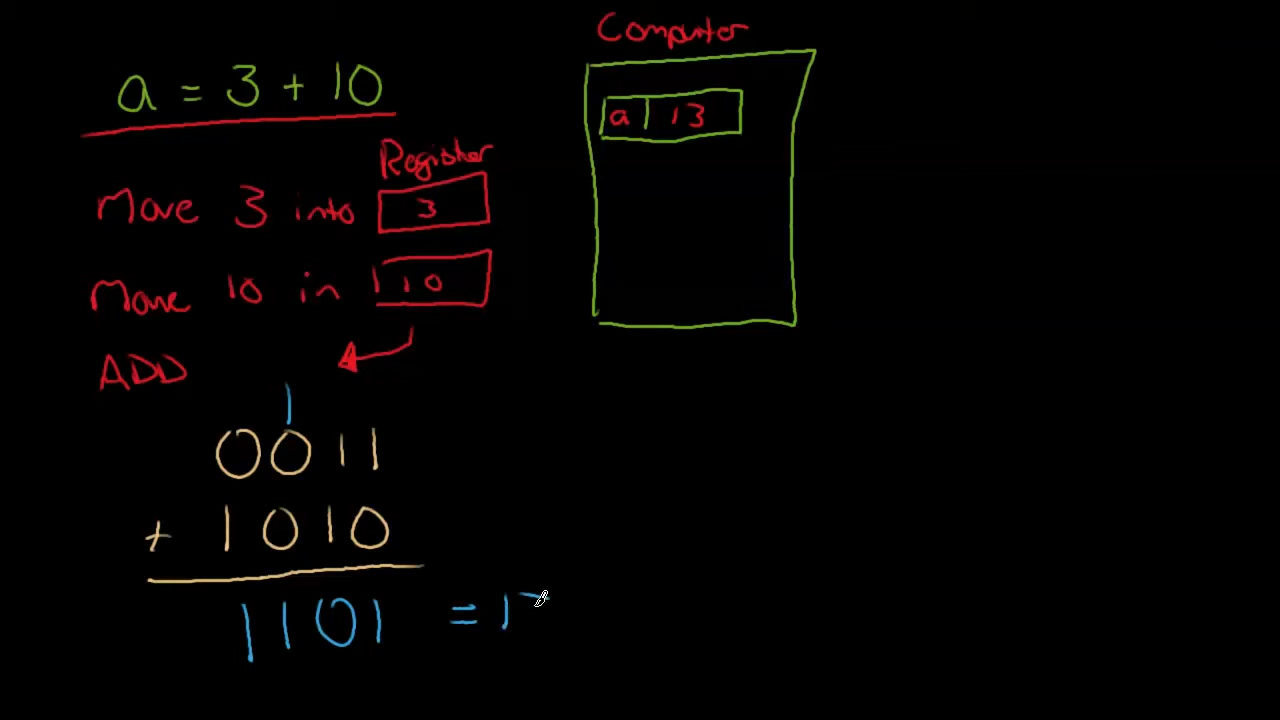 a = 3 + 10
Computer
a 13
Register
Move 3 into 3
Move 10 in 10
ADD
1
0011
+ 1010
1101 = 1